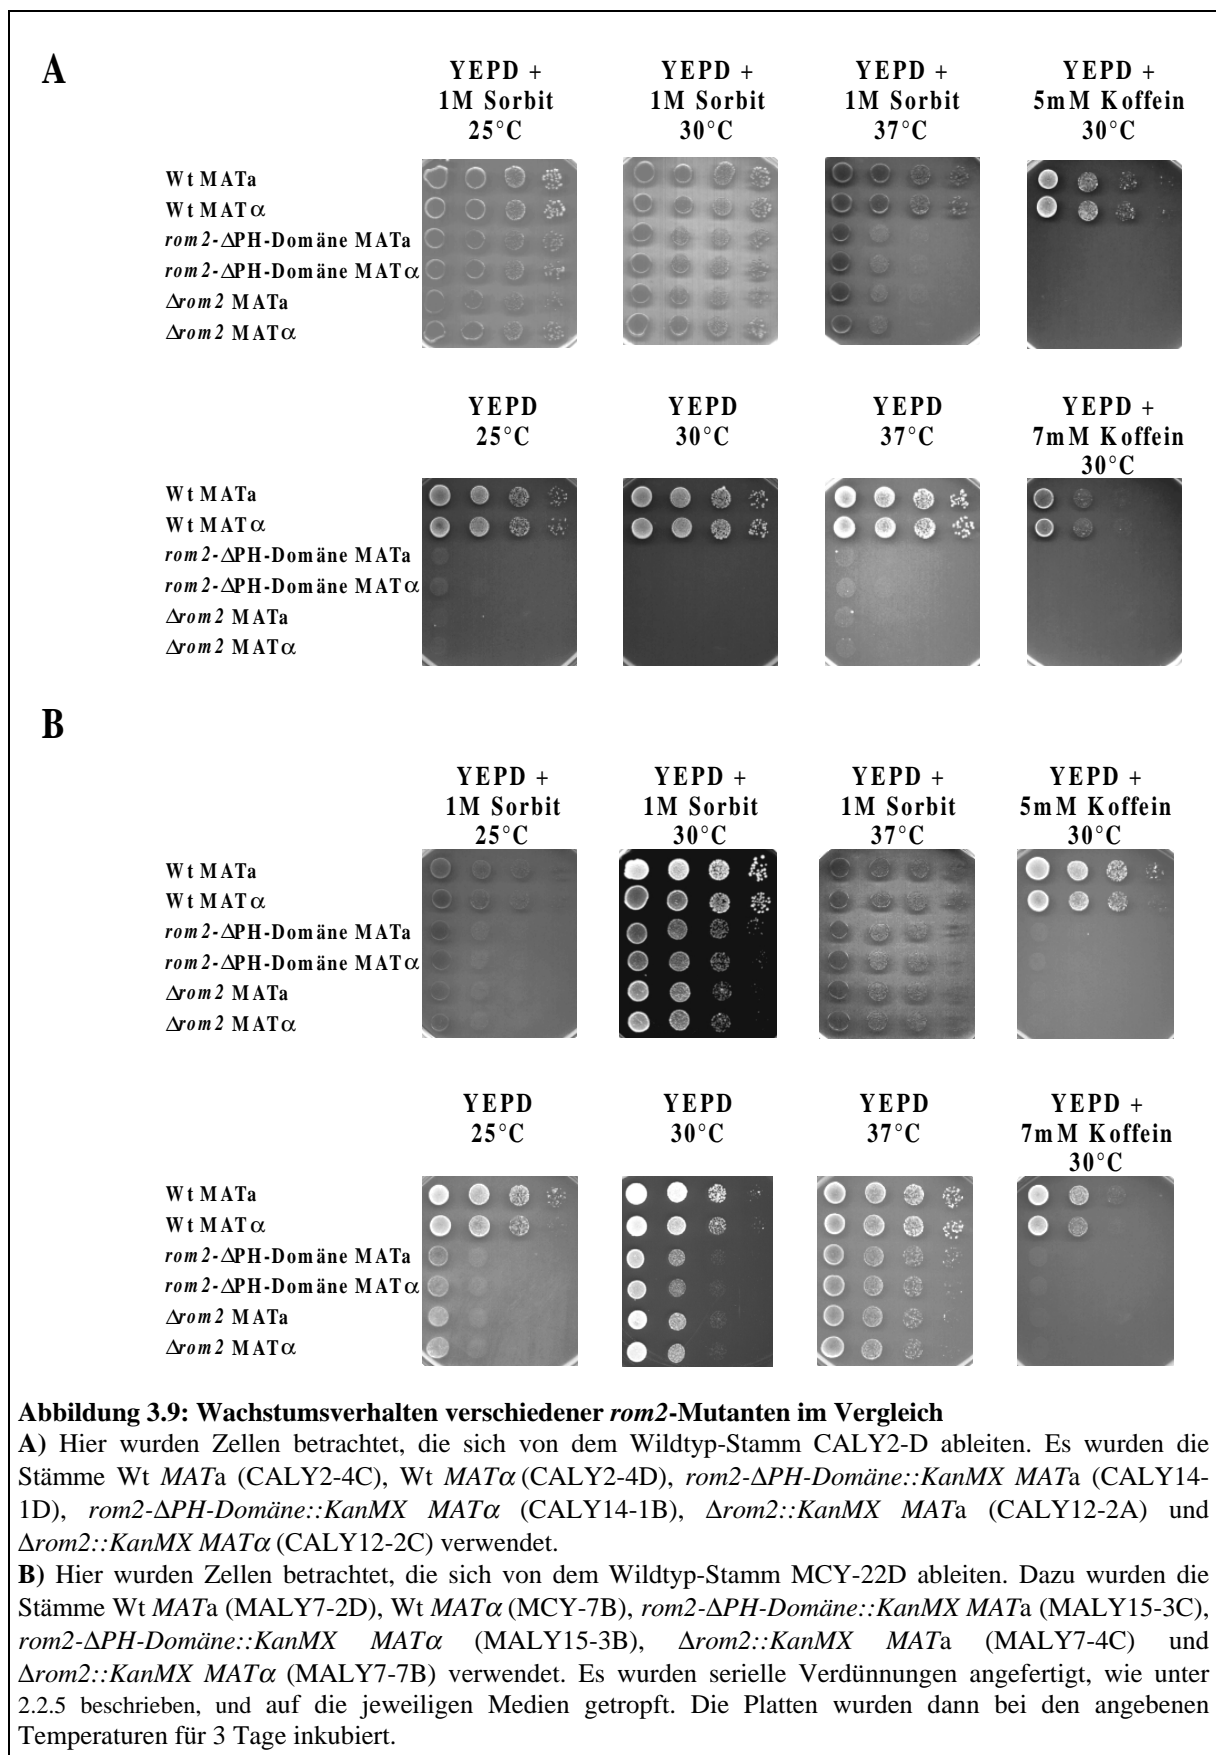 A
YEPD +
1M Sorbit
25°C
YEPD +
1M Sorbit
30°C
YEPD +
1M Sorbit
37°C
YEPD +
5mM Koffein
30°C
Wt MATa
Wt MATα
rom2-ΔPH-Domäne MATa
rom2-ΔPH-Domäne MATα
Δrom2 MATa
Δrom2 MATα
YEPD
25°C
YEPD
30°C
YEPD
37°C
YEPD +
7mM Koffein
30°C
Wt MATa
Wt MATα
rom2-ΔPH-Domäne MATa
rom2-ΔPH-Domäne MATα
Δrom2 MATa
Δrom2 MATα
B
YEPD +
1M Sorbit
25°C
YEPD +
1M Sorbit
30°C
YEPD +
1M Sorbit
37°C
YEPD +
5mM Koffein
30°C
Wt MATa
Wt MATα
rom2-ΔPH-Domäne MATa
rom2-ΔPH-Domäne MATα
Δrom2 MATa
Δrom2 MATα
YEPD
25°C
YEPD
30°C
YEPD
37°C
YEPD +
7mM Koffein
30°C
Wt MATa
Wt MATα
rom2-ΔPH-Domäne MATa
rom2-ΔPH-Domäne MATα
Δrom2 MATa
Δrom2 MATα
Abbildung 3.9: Wachstumsverhalten verschiedener rom2-Mutanten im Vergleich
A) Hier wurden Zellen betrachtet, die sich von dem Wildtyp-Stamm CALY2-D ableiten. Es wurden die
Stämme Wt MATa (CALY2-4C), Wt MATα (CALY2-4D), rom2-ΔPH-Domäne::KanMX MATa (CALY14-
1D), rom2-ΔPH-Domäne::KanMX MATα (CALY14-1B), Δrom2::KanMX MATa (CALY12-2A) und
Δrom2::KanMX MATα (CALY12-2C) verwendet.
B) Hier wurden Zellen betrachtet, die sich von dem Wildtyp-Stamm MCY-22D ableiten. Dazu wurden die
Stämme Wt MATa (MALY7-2D), Wt MATα (MCY-7B), rom2-ΔPH-Domäne::KanMX MATa (MALY15-3C),
rom2-ΔPH-Domäne::KanMX MATα (MALY15-3B), Δrom2::KanMX MATa (MALY7-4C) und
Δrom2::KanMX MATα (MALY7-7B) verwendet. Es wurden serielle Verdünnungen angefertigt, wie unter
2.2.5 beschrieben, und auf die jeweiligen Medien getropft. Die Platten wurden dann bei den angebenen
Temperaturen für 3 Tage inkubiert.